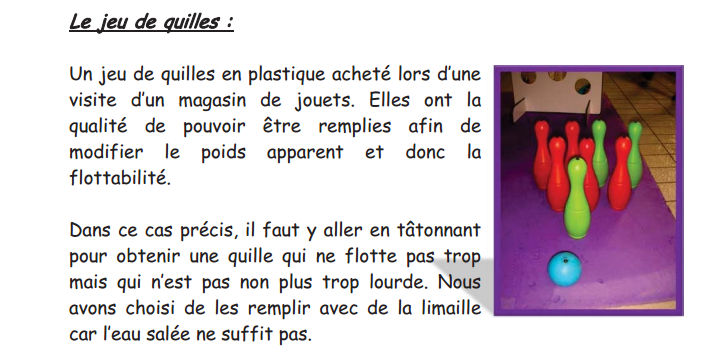 Le jeu de quilles :
Un jeu de quilles en plastique acheté lors d'une
visite d'un magasin de jouets. Elles ont la
qualité de pouvoir être remplies afin de
modifier le poids apparent et donc la
flottabilité.
Dans ce cas précis, il faut y aller en tâtonnant
pour obtenir une quille qui ne flotte pas trop
mais qui n'est pas non plus trop lourde. Nous
avons choisi de les remplir avec de la limaille
car l'eau salée ne suffit pas.